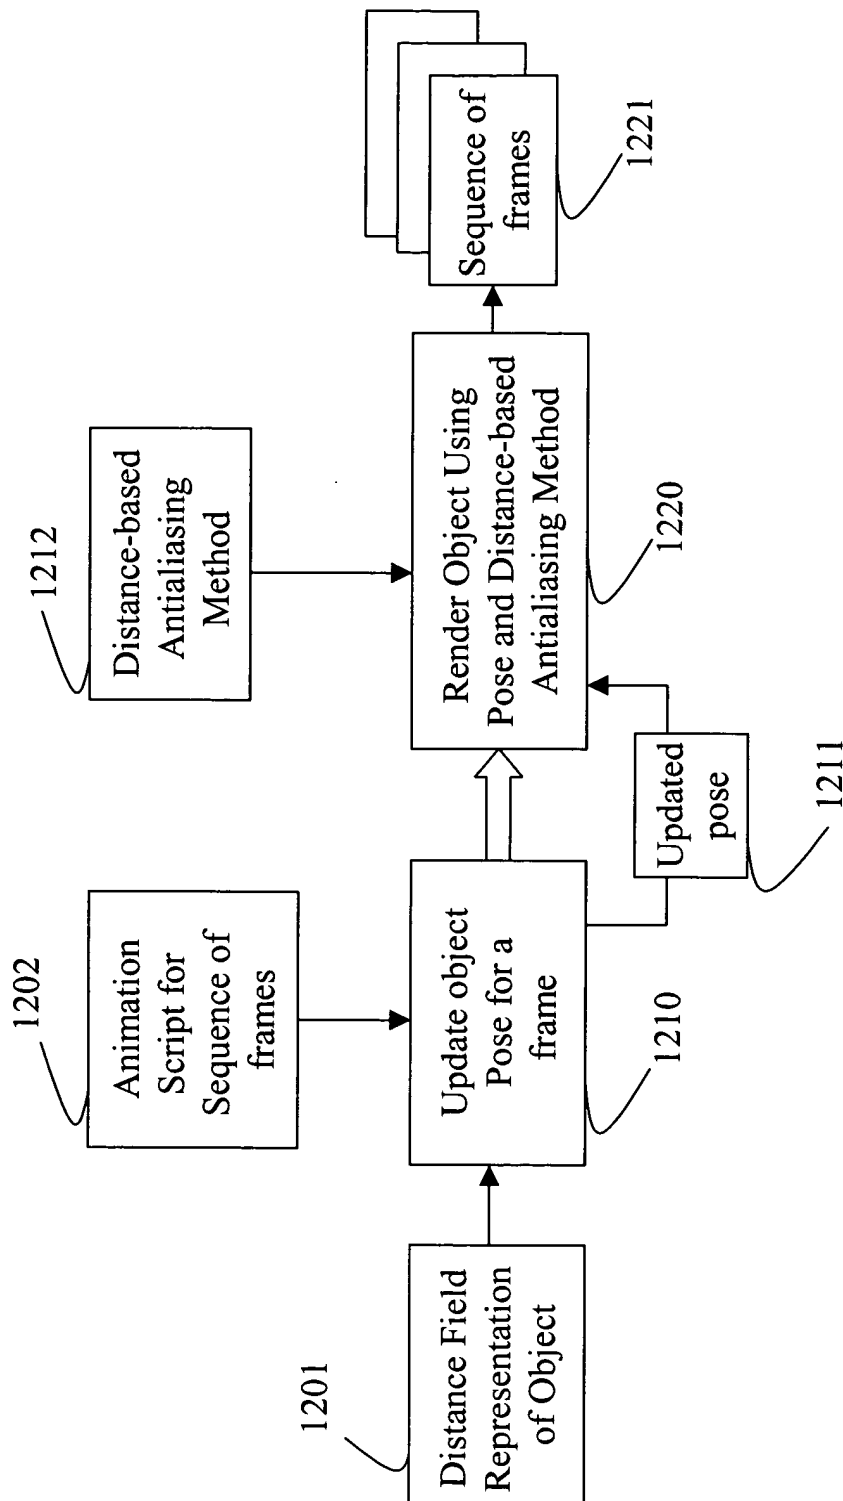 1202
Animation
Script for
Sequence of
frames
1212
Distance-based
Antialiasing
Method
1201
Distance Field
Representation
of Object
Update object
Pose for a
frame
1210
Render Object Using
Pose and Distance-based
Antialiasing Method
1220
Sequence of
frames
1221
Updated
pose
1211